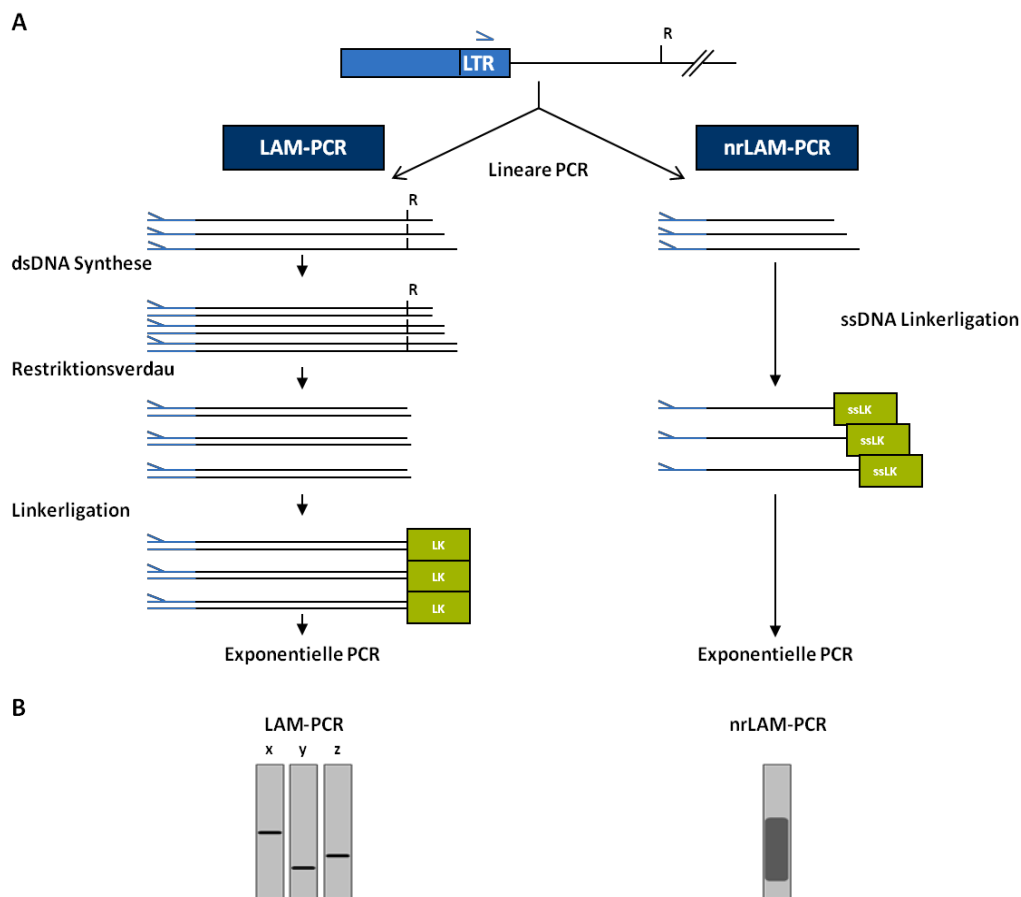 A
R
LTR
LAM-PCR
nrLAM-PCR
Lineare PCR
R
dsDNA Synthese
R
ssDNA Linkerligation
Restriktionsverdau
ssLK
ssLK
ssLK
Linkerligation
LK
LK
LK
Exponentielle PCR
Exponentielle PCR
B
LAM-PCR
nrLAM-PCR
x y z